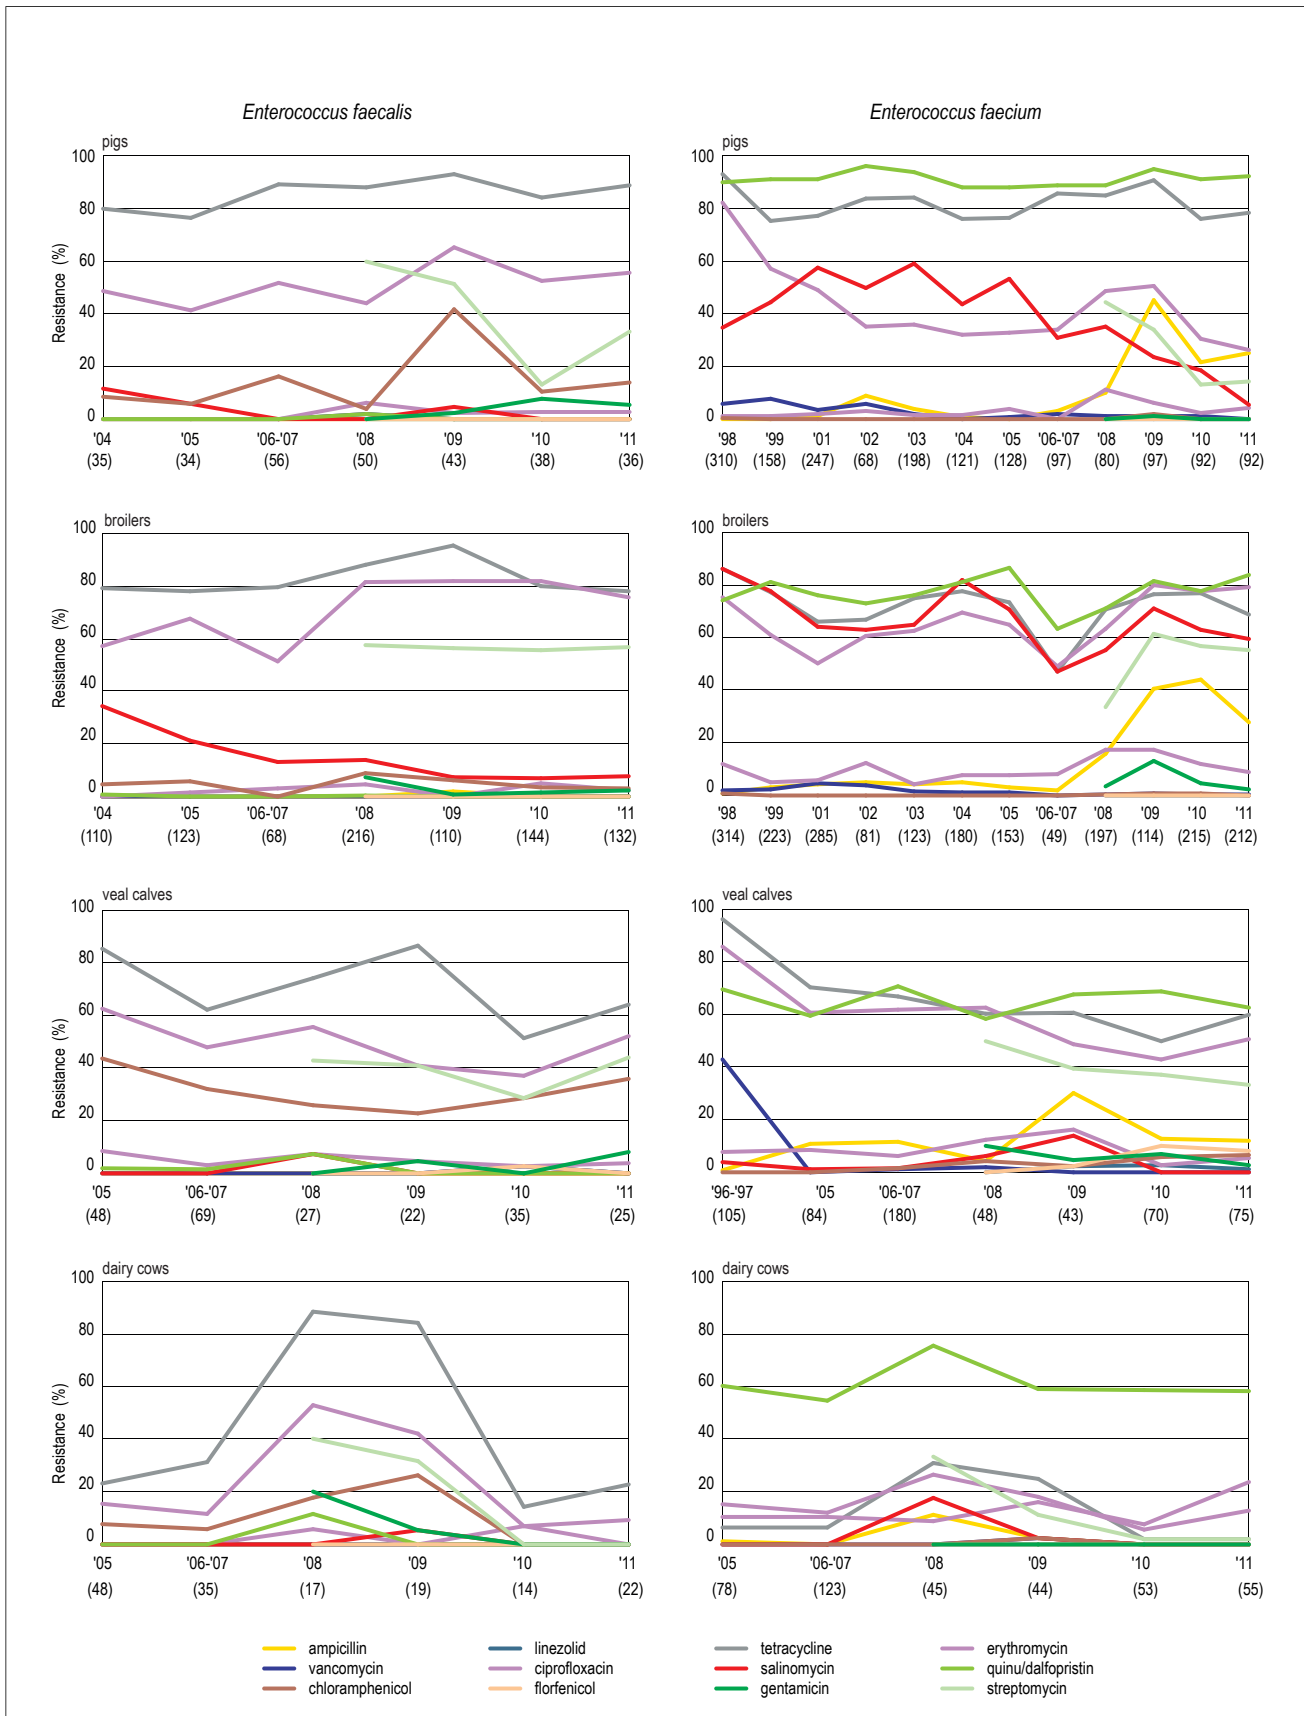 Enterococcus faecalis
Enterococcus faecium
pigs
100
80
60
40
20
0
Resistance (%)
'04 '05 '06-'07 '08 '09 '10 '11
(35) (34) (56) (50) (43) (38) (36)
pigs
100
80
60
40
20
0
'98 '99 '01 '02 '03 '04 '05 '06-'07 '08 '09 '10 '11
(310) (158) (247) (68) (198) (121) (128) (97) (80) (97) (92) (92)
broilers
100
80
60
40
20
0
Resistance (%)
'04 '05 '06-'07 '08 '09 '10 '11
(110) (123) (68) (216) (110) (144) (132)
broilers
100
80
60
40
20
0
'98 '99 '01 '02 '03 '04 '05 '06-'07 '08 '09 '10 '11
(314) (223) (285) (81) (123) (180) (153) (49) (197) (114) (215) (212)
veal calves
100
80
60
40
20
0
Resistance (%)
'05 '06-'07 '08 '09 '10 '11
(48) (69) (27) (22) (35) (25)
veal calves
100
80
60
40
20
0
'96-'97 '05 '06-'07 '08 '09 '10 '11
(105) (84) (180) (48) (43) (70) (75)
dairy cows
100
80
60
40
20
0
Resistance (%)
'05 '06-'07 '08 '09 '10 '11
(48) (35) (17) (19) (14) (22)
dairy cows
100
80
60
40
20
0
'05 '06-'07 '08 '09 '10 '11
(78) (123) (45) (44) (53) (55)
ampicillin linezolid tetracycline erythromycin
vancomycin ciprofloxacin salinomycin quinu/dalfopristin
chloramphenicol florfenicol gentamicin streptomycin